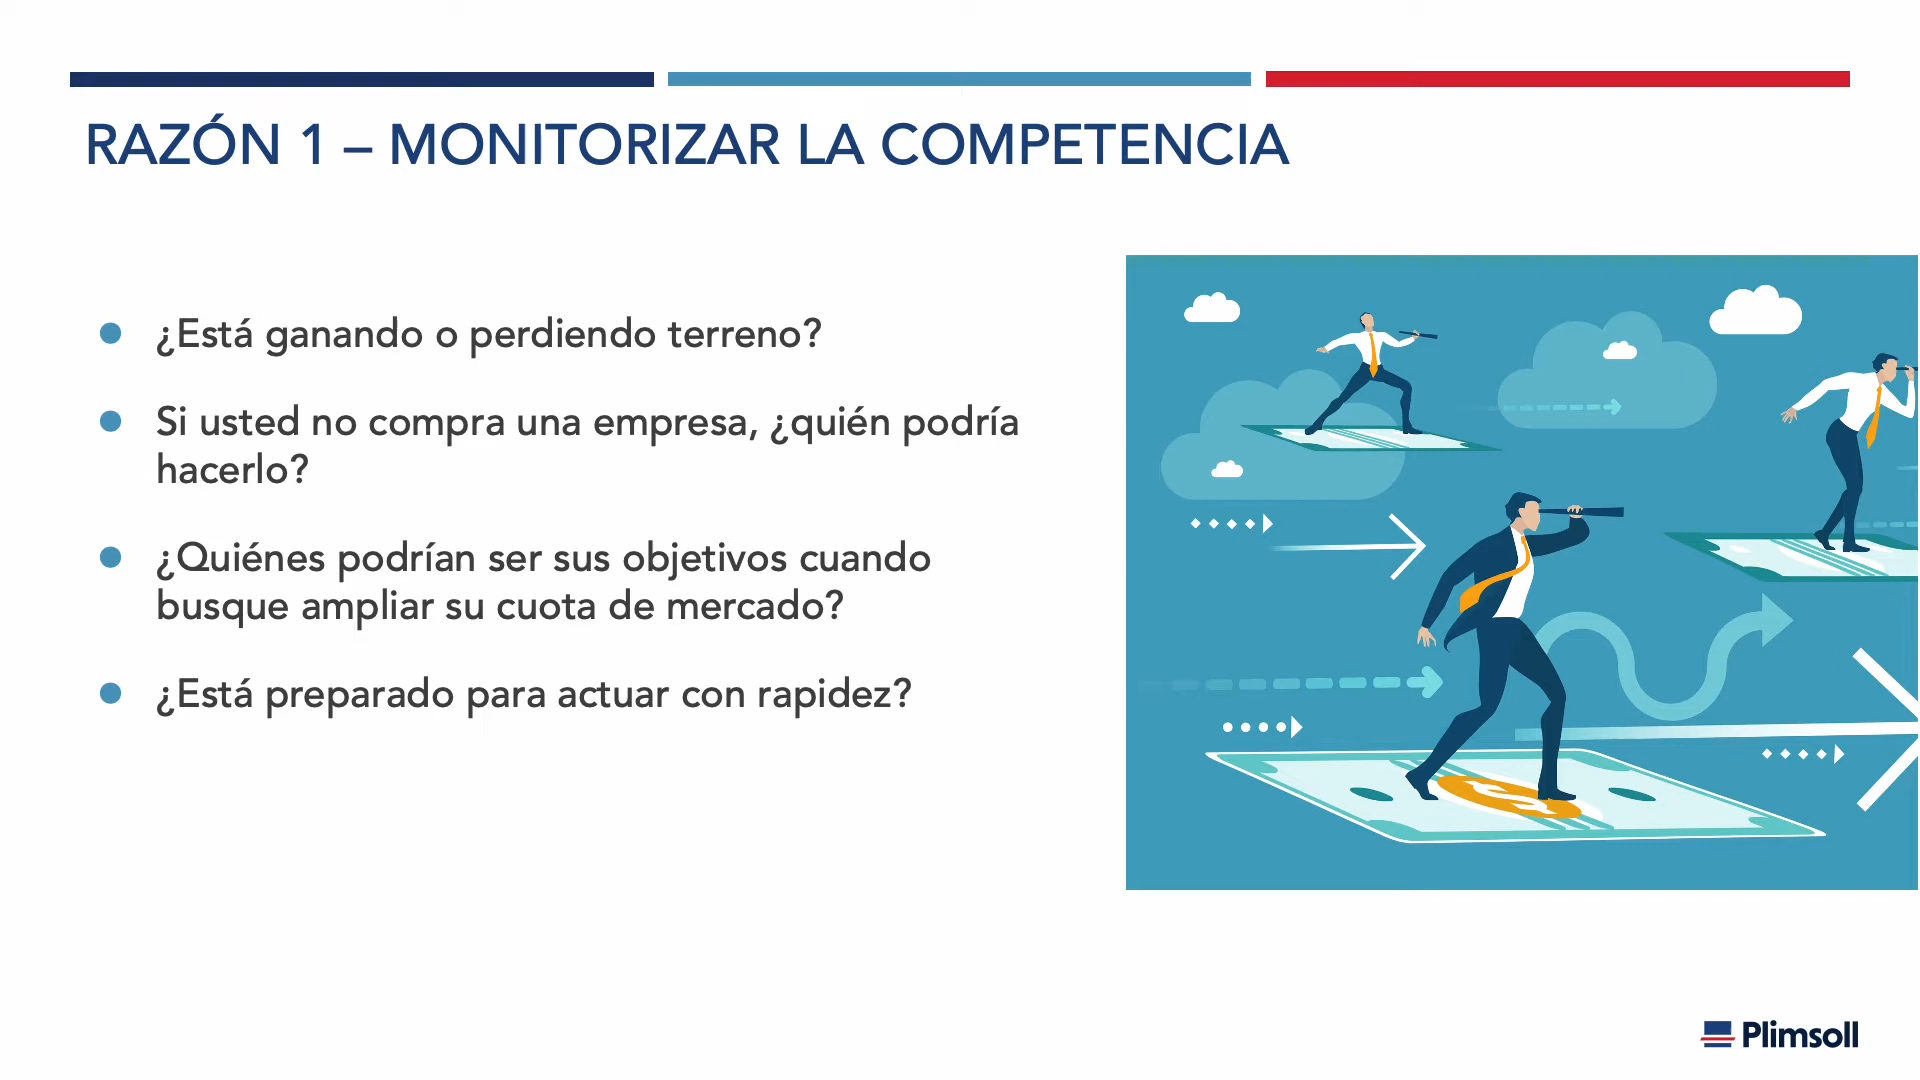 RAZÓN 1 – MONITORIZAR LA COMPETENCIA
¿Está ganando o perdiendo terreno?
Si usted no compra una empresa, ¿quién podría
hacerlo?
¿Quiénes podrían ser sus objetivos cuando
busque ampliar su cuota de mercado?
¿Está preparado para actuar con rapidez?
Plimsoll